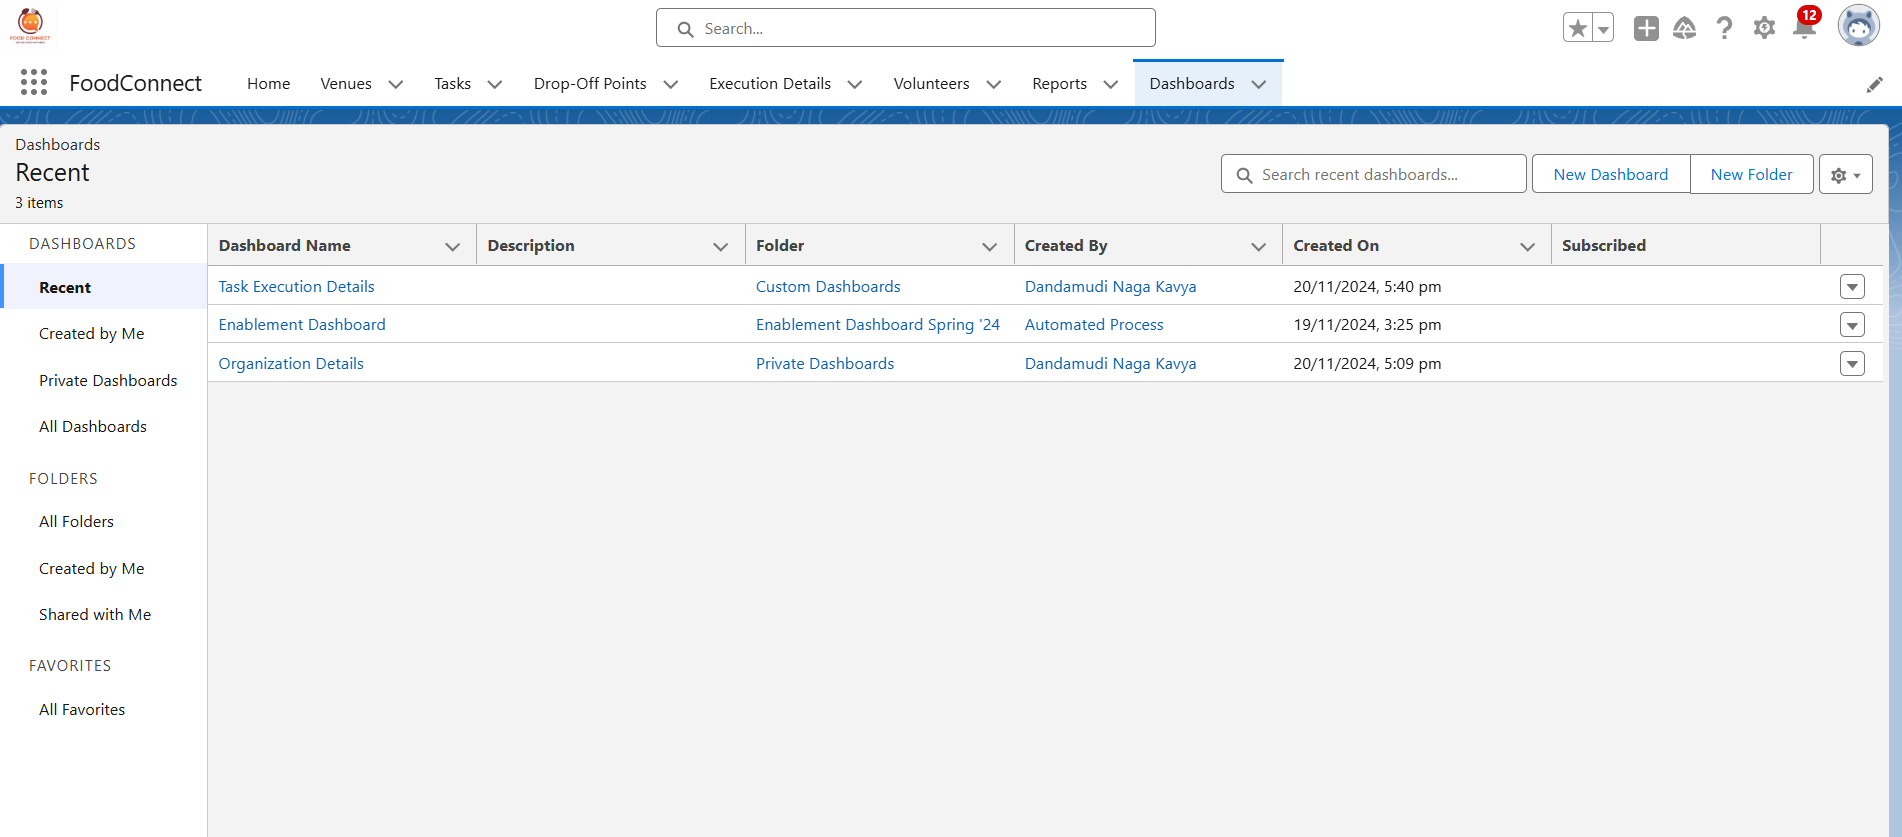 FOOD CONNECT
Search...
12
FoodConnect
Home
Venues
Tasks
Drop-Off Points
Execution Details
Volunteers
Reports
Dashboards
Dashboards
Recent
3 items
Search recent dashboards...
New Dashboard
New Folder
DASHBOARDS
Recent
Created by Me
Private Dashboards
All Dashboards
FOLDERS
All Folders
Created by Me
Shared with Me
FAVORITES
All Favorites
Dashboard Name Description Folder Created By Created On Subscribed
Task Execution Details Custom Dashboards Dandamudi Naga Kavya 20/11/2024, 5:40 pm
Enablement Dashboard Enablement Dashboard Spring '24 Automated Process 19/11/2024, 3:25 pm
Organization Details Private Dashboards Dandamudi Naga Kavya 20/11/2024, 5:09 pm